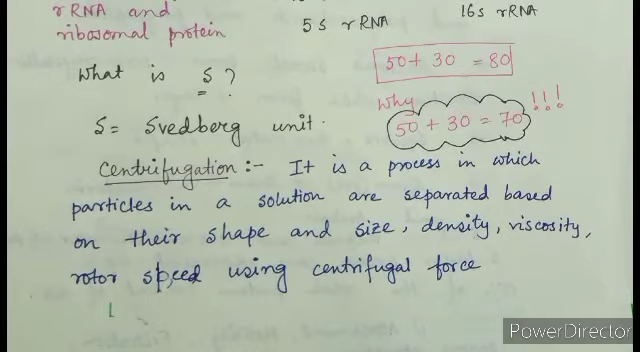 rRNA and
ribosomal protein
5s rRNA
16s rRNA
50+ 30 = 80
What is S ?
Why
50 + 30 = 70 !!!
S = Svedberg unit.
Centrifugation :- It is a process in which
particles in a solution are separated based
on their shape and size, density, viscosity,
rotor speed using centrifugal force
PowerDirector